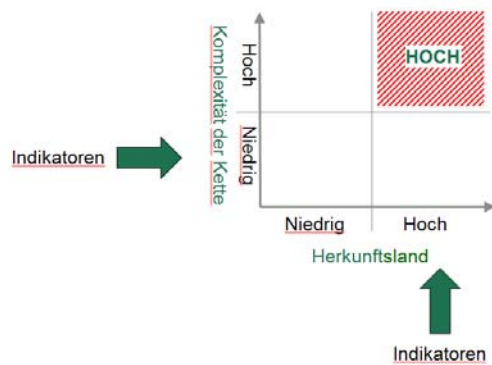 Komplexität der Kette
Hoch
Niedrig
HOCH
Indikatoren
Niedrig
Hoch
Herkunftsland
Indikatoren